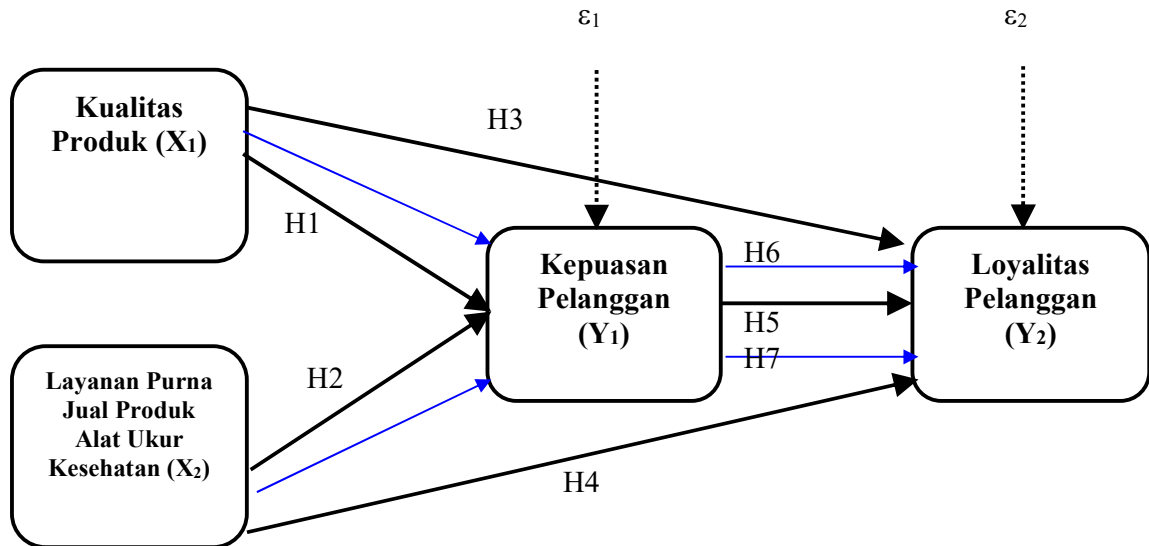 ε1
ε2
Kualitas
Produk (X1)
H3
H1
Kepuasan
Pelanggan
(Y1)
H6
H5
H7
Loyalitas
Pelanggan
(Y2)
Layanan Purna
Jual Produk
Alat Ukur
Kesehatan (X2)
H2
H4